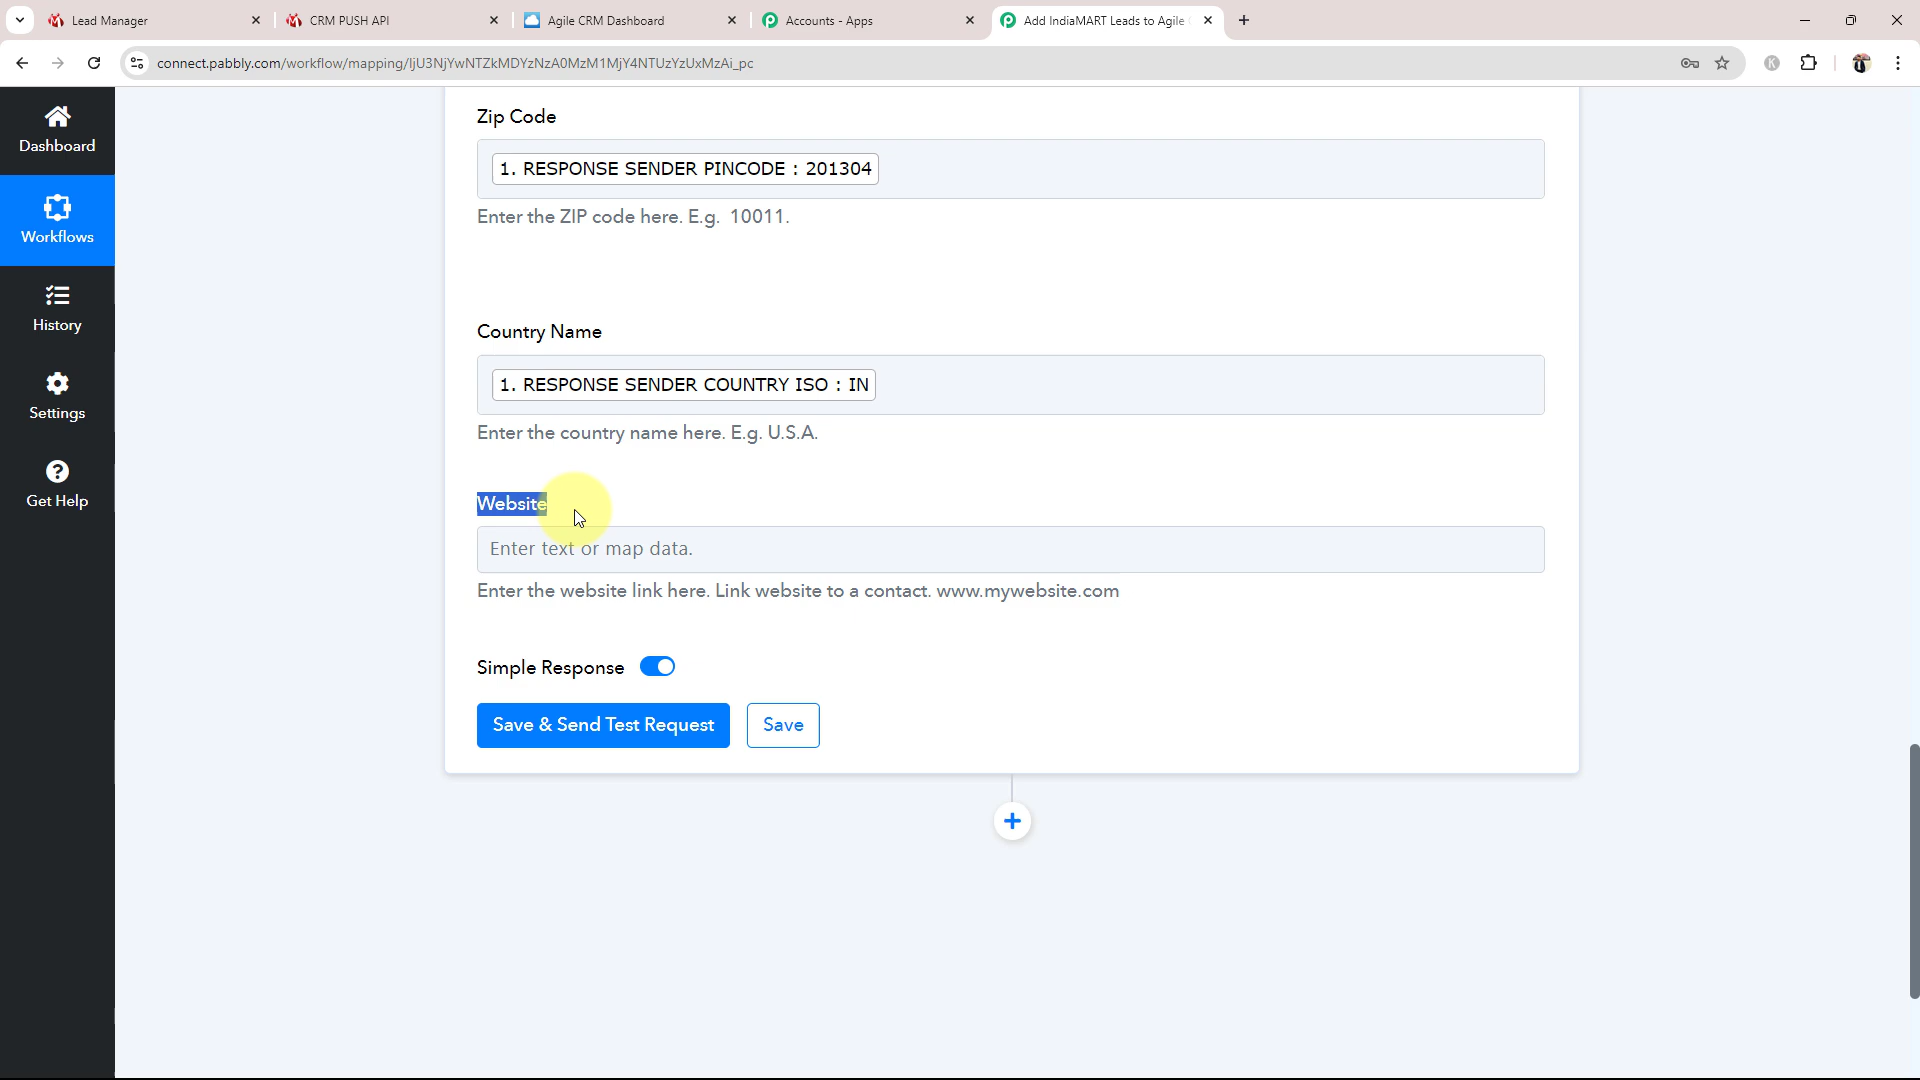 Lead Manager
CRM PUSH API
Agile CRM Dashboard
Accounts - Apps
Add IndiaMART Leads to Agile
connect.pabbly.com/workflow/mapping/IjU3NjYwNTZkMDYzNzA0MzM1MjY4NTUzYzUxMzAi_pc
K
Dashboard
Workflows
History
Settings
Get Help
Zip Code
1. RESPONSE SENDER PINCODE : 201304
Enter the ZIP code here. E.g. 10011.
Country Name
1. RESPONSE SENDER COUNTRY ISO : IN
Enter the country name here. E.g. U.S.A.
Website
Enter text or map data.
Enter the website link here. Link website to a contact. www.mywebsite.com
Simple Response
Save & Send Test Request
Save